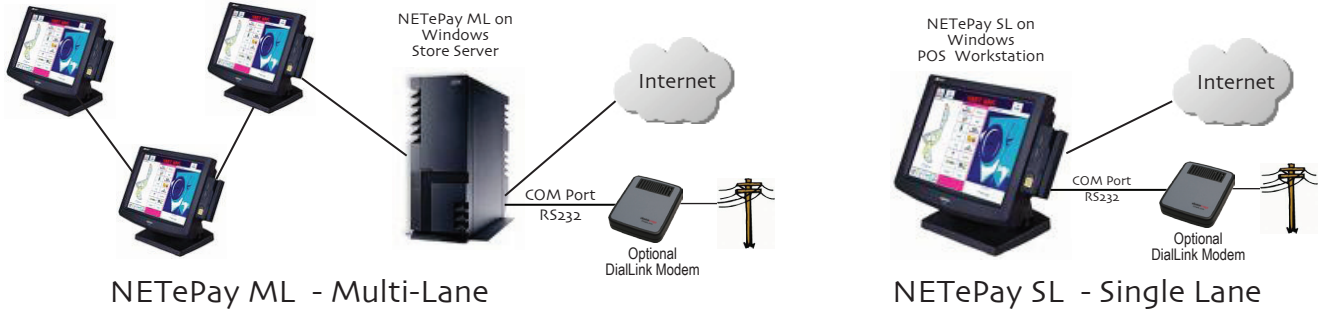 NETePay ML on
Windows
Store Server
Internet
COM Port
RS232
Optional
DialLink Modem
NETePay ML - Multi-Lane
NETePay SL on
Windows
POS Workstation
Internet
COM Port
RS232
Optional
DialLink Modem
NETePay SL - Single Lane